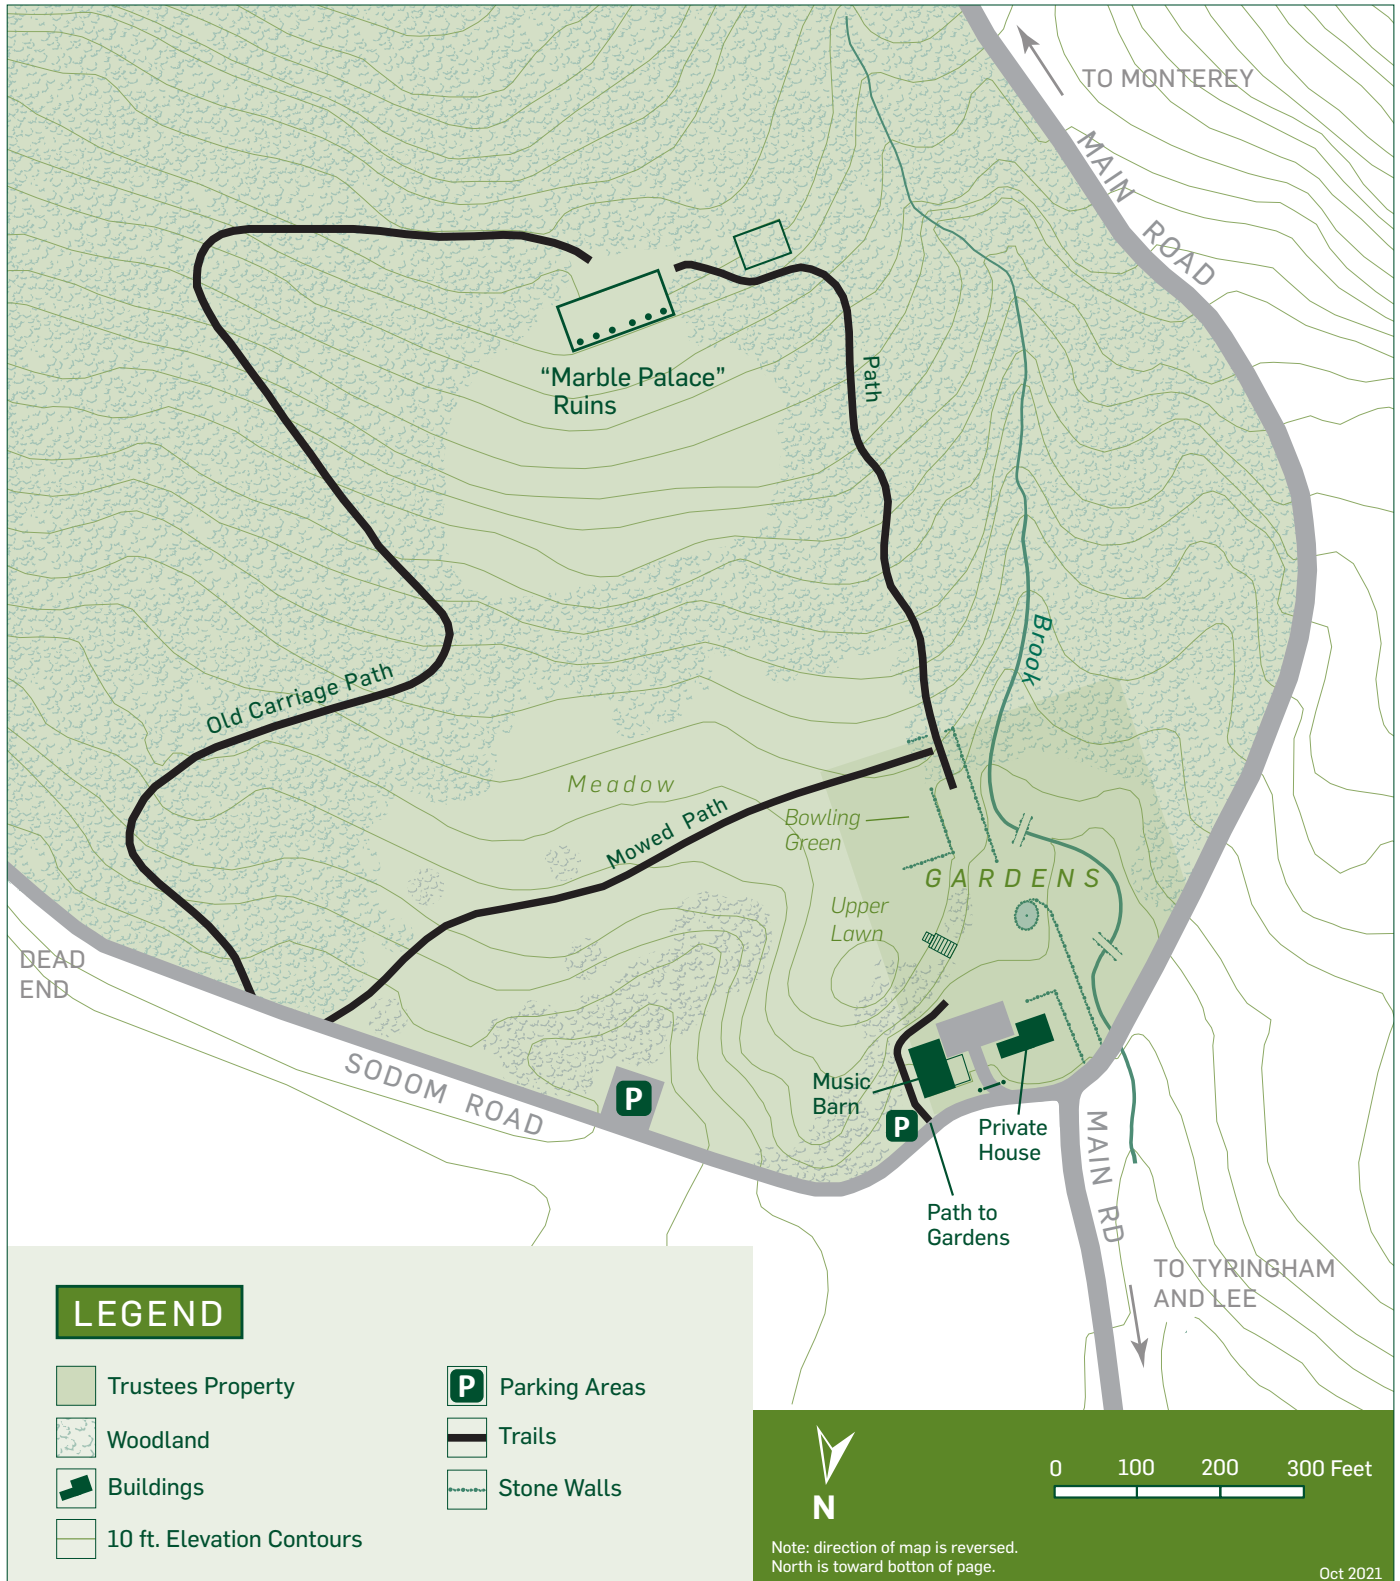 TO MONTEREY
MAIN ROAD
Path
"Marble Palace"
Ruins
Brook
Old Carriage Path
Meadow
Mowed Path
Bowling
Green
GARDENS
Upper
Lawn
DEAD
END
SODOM ROAD
P
Music
Barn
P
Private
House
MAIN RD
Path to
Gardens
TO TYRINGHAM
AND LEE
LEGEND
Trustees Property
Woodland
Buildings
10 ft. Elevation Contours
P Parking Areas
Trails
Stone Walls
N
0 100 200 300 Feet
Note: direction of map is reversed.
North is toward botton of page.
Oct 2021